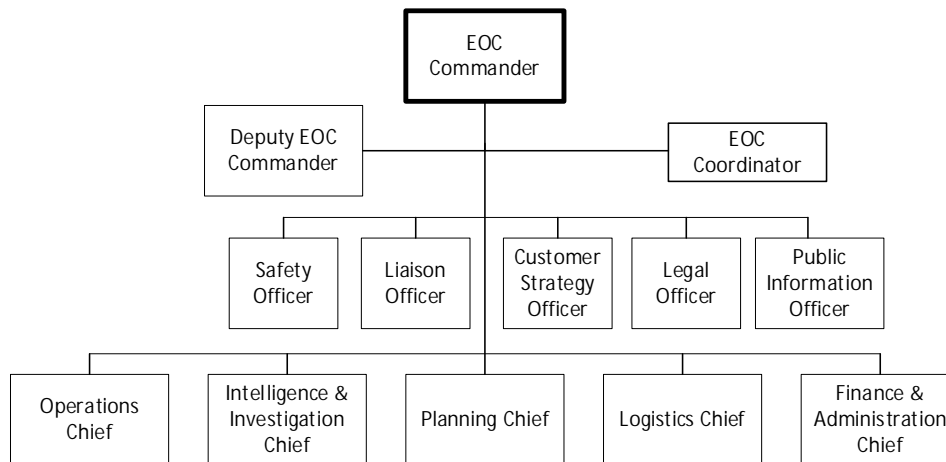 EOC
Commander
Deputy EOC
Commander
EOC
Coordinator
Safety
Officer
Liaison
Officer
Customer
Strategy
Officer
Legal
Officer
Public
Information
Officer
Operations
Chief
Intelligence &
Investigation
Chief
Planning Chief
Logistics Chief
Finance &
Administration
Chief